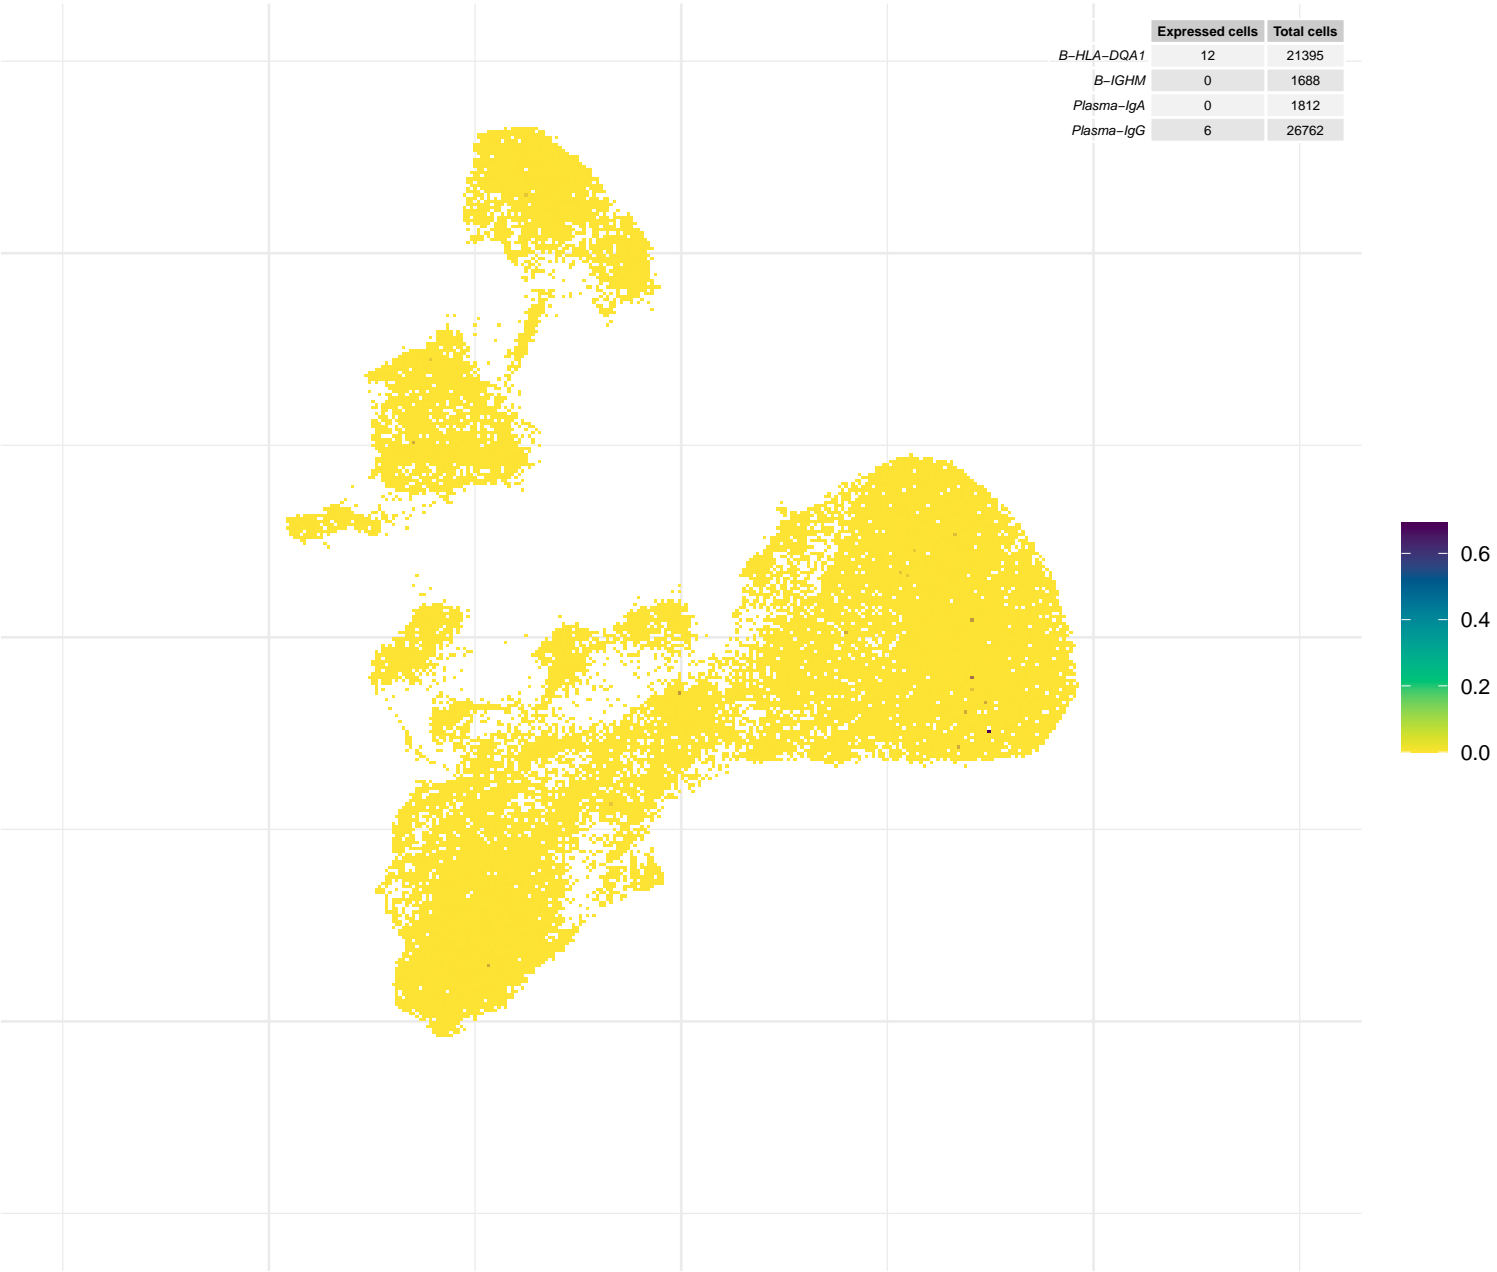 Expressed cells Total cells
B−HLA−DQA1 12 21395
B−IGHM 0 1688
Plasma−IgA 0 1812
Plasma−IgG 6 26762
0.6
0.4
0.2
0.0